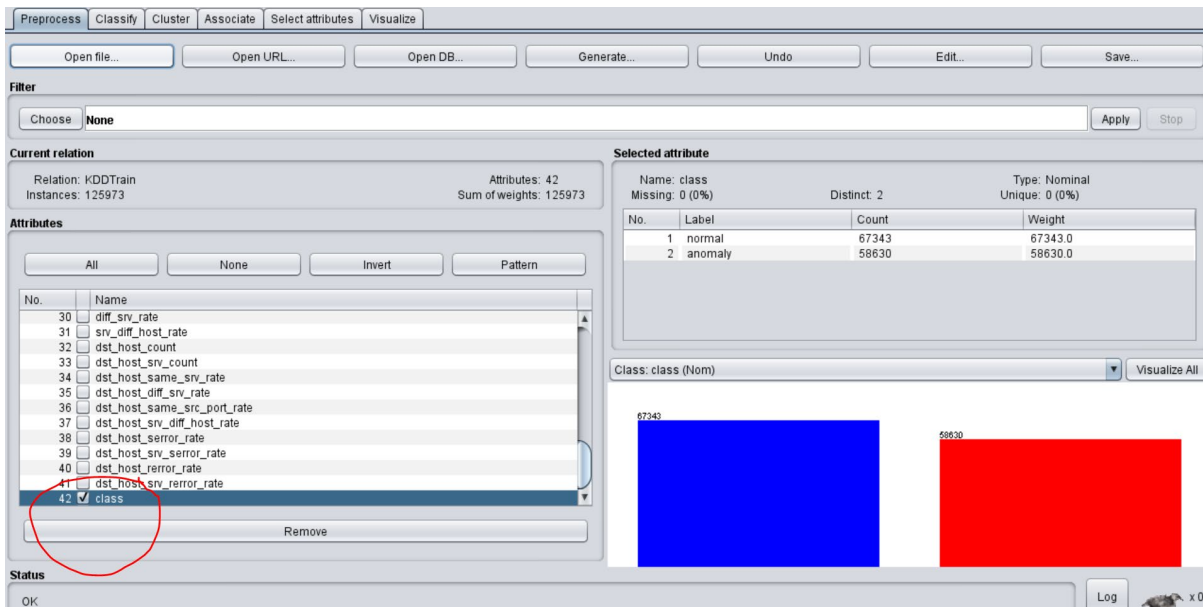 Preprocess Classify Cluster Associate Select attributes Visualize
Open file... Open URL... Open DB... Generate... Undo Edit... Save...
Filter
Choose None Apply Stop
Current relation
Relation: KDDTrain Attributes: 42
Instances: 125973 Sum of weights: 125973
Attributes
All None Invert Pattern
No. Name
30 diff_srv_rate
31 srv_diff_host_rate
32 dst_host_count
33 dst_host_srv_count
34 dst_host_same_srv_rate
35 dst_host_diff_srv_rate
36 dst_host_same_src_port_rate
37 dst_host_srv_diff_host_rate
38 dst_host_serror_rate
39 dst_host_srv_serror_rate
40 dst_host_rerror_rate
41 dst_host_srv_rerror_rate
42 class
Remove
Selected attribute
Name: class Type: Nominal
Missing: 0 (0%) Distinct: 2 Unique: 0 (0%)
No. Label Count Weight
1 normal 67343 67343.0
2 anomaly 58630 58630.0
Class: class (Nom) Visualize All
67343
58630
Status
OK
Log x 0